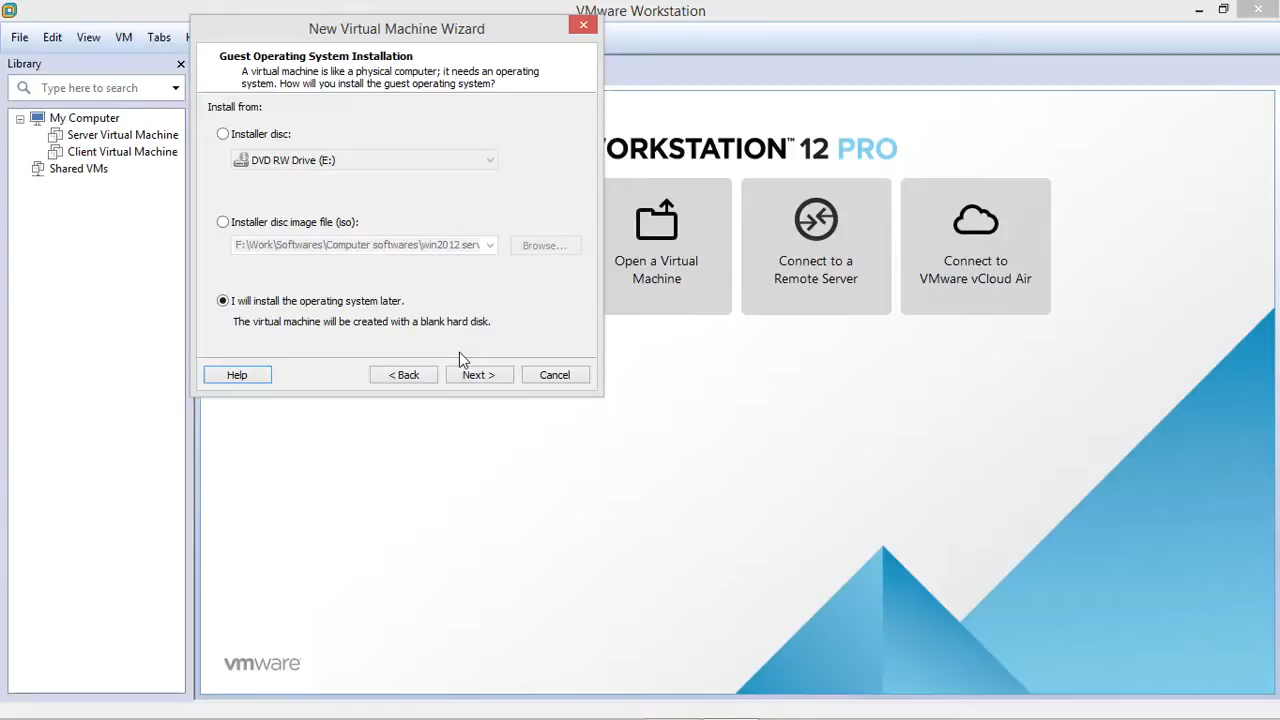 VMware Workstation
File Edit View VM Tabs
New Virtual Machine Wizard
Library
Type here to search
My Computer
Server Virtual Machine
Client Virtual Machine
Shared VMs
Guest Operating System Installation
A virtual machine is like a physical computer; it needs an operating
system. How will you install the guest operating system?
Install from:
Installer disc:
DVD RW Drive (E:)
Installer disc image file (iso):
F:\Work\Softwares\Computer softwares\win2012 serv
Browse...
I will install the operating system later.
The virtual machine will be created with a blank hard disk.
Help
< Back
Next >
Cancel
ORKSTATION™ 12 PRO
Open a Virtual
Machine
Connect to a
Remote Server
Connect to
VMware vCloud Air
vmware